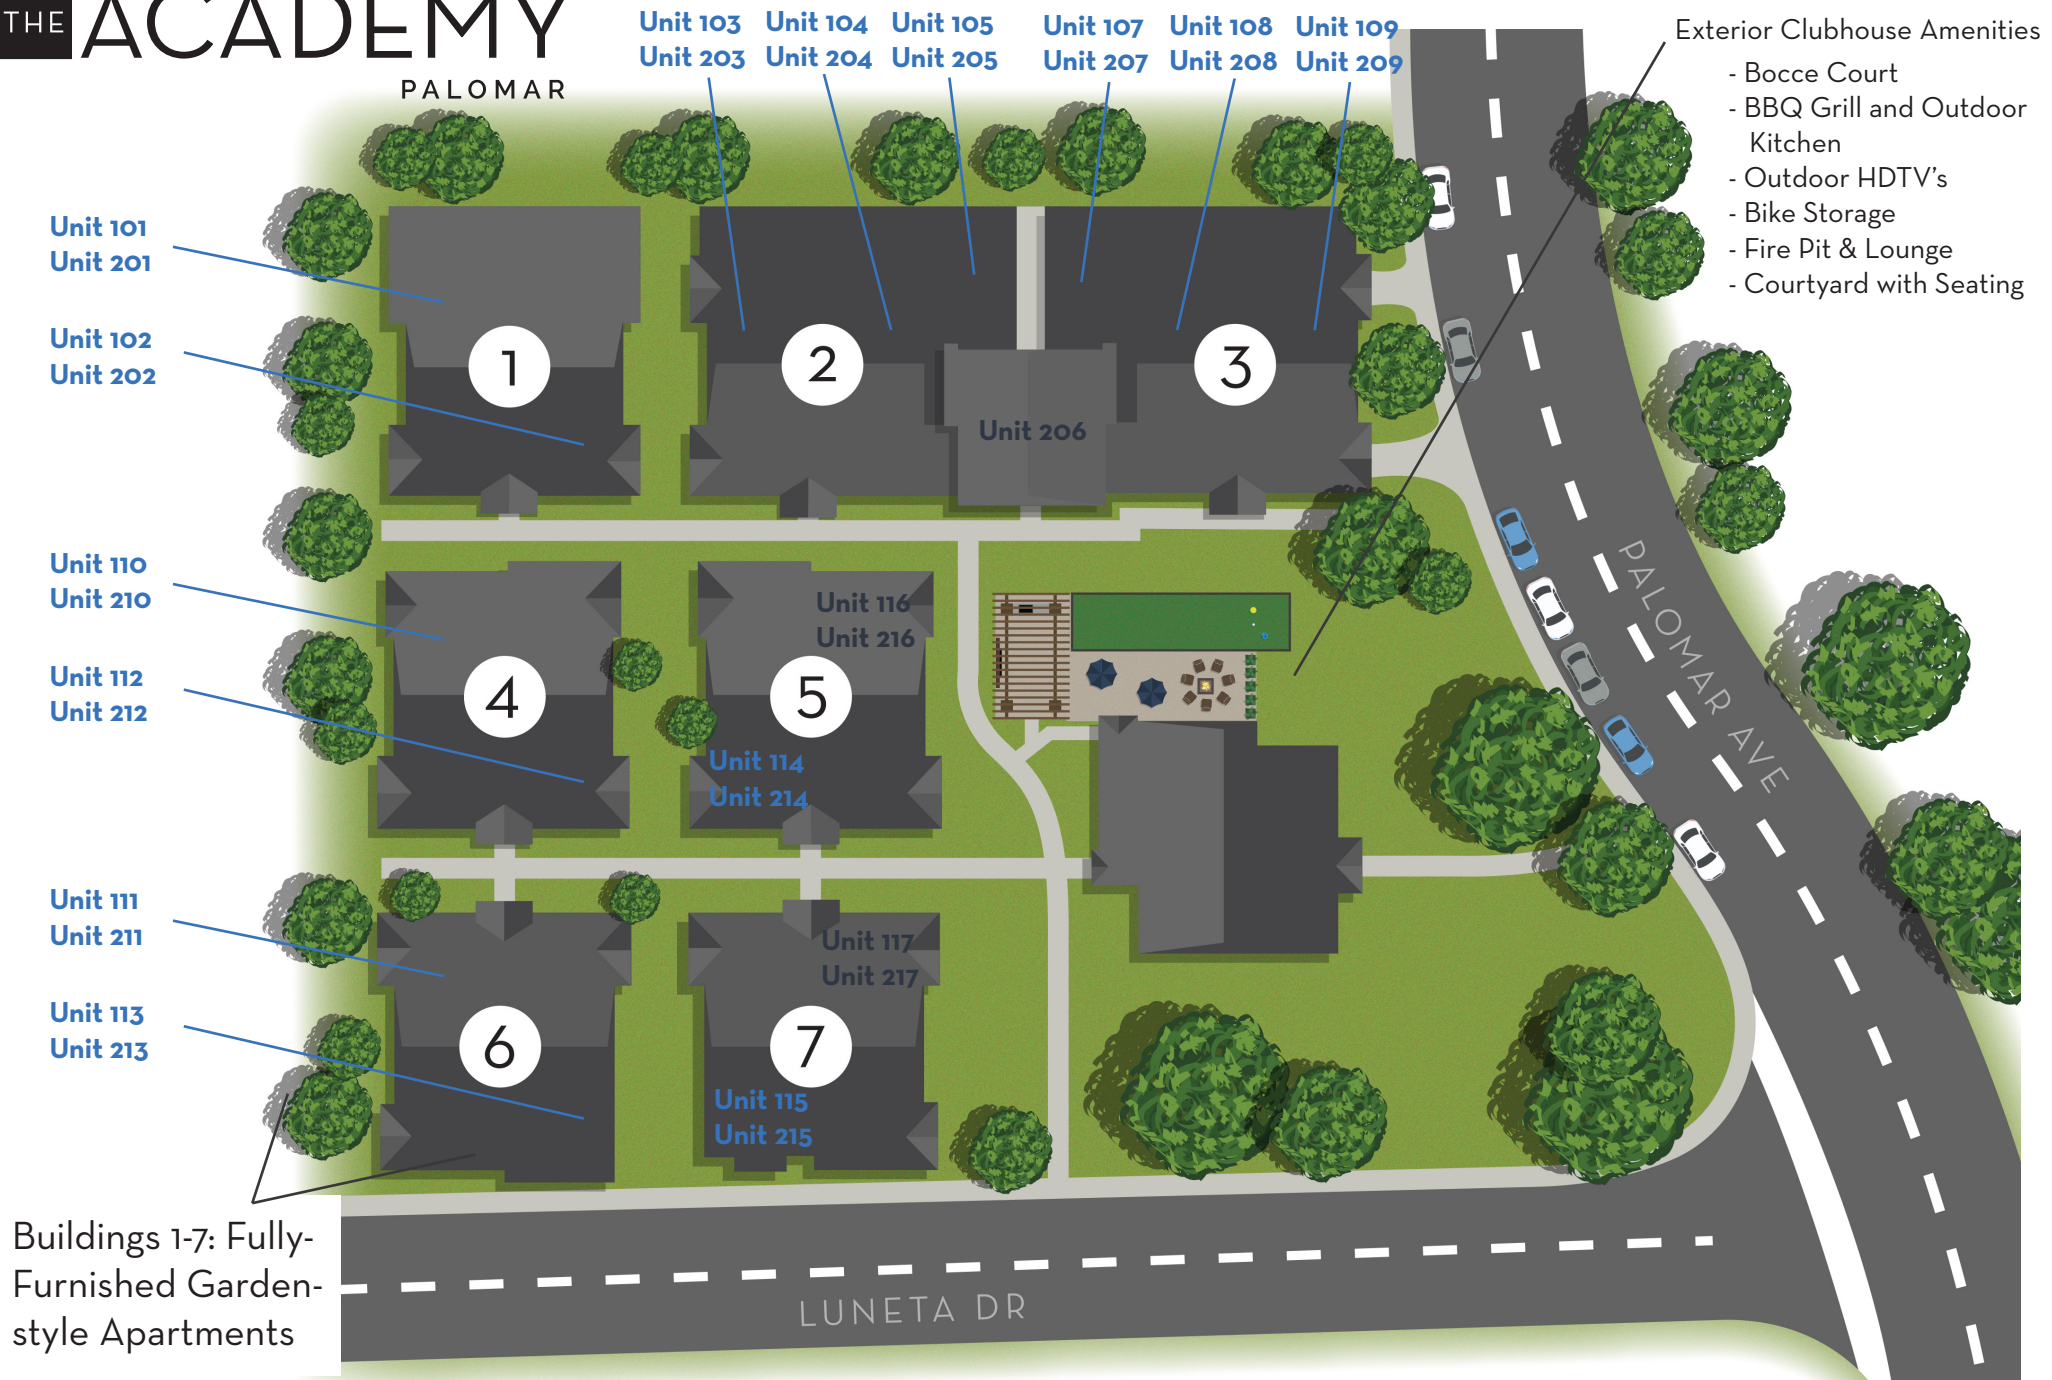 THE ACADEMY
PALOMAR
Unit 103 Unit 104 Unit 105 Unit 107 Unit 108 Unit 109
Unit 203 Unit 204 Unit 205 Unit 207 Unit 208 Unit 209
Exterior Clubhouse Amenities
- Bocce Court
- BBQ Grill and Outdoor
Kitchen
- Outdoor HDTV's
- Bike Storage
- Fire Pit & Lounge
- Courtyard with Seating
Unit 101
Unit 201
Unit 102
Unit 202
1
2
3
Unit 206
Unit 110
Unit 210
Unit 112
Unit 212
4
5
Unit 116
Unit 216
Unit 114
Unit 214
PALOMAR AVE
Unit 111
Unit 211
Unit 113
Unit 213
6
7
Unit 117
Unit 217
Unit 115
Unit 215
Buildings 1-7: Fully-
Furnished Garden-
style Apartments
LUNETA DR